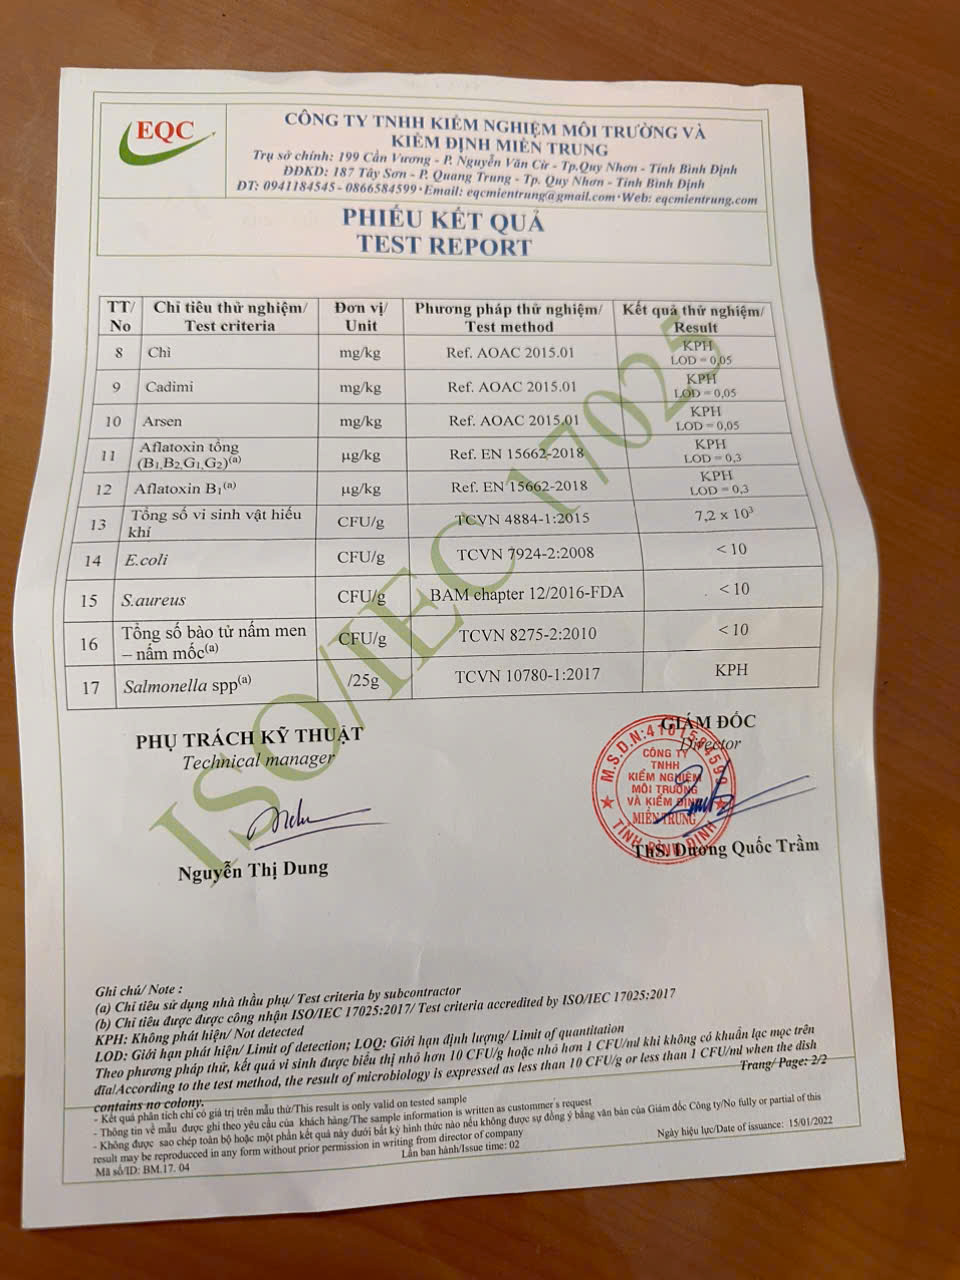 EQC
CÔNG TY TNHH KIỂM NGHIỆM MÔI TRƯỜNG VÀ
KIỂM ĐỊNH MIỀN TRUNG
Trụ sở chính: 199 Cần Vương - P. Nguyễn Văn Cừ - Tp.Quy Nhơn - Tỉnh Bình Định
ĐĐKD: 187 Tây Sơn - P. Quang Trung - Tp. Quy Nhơn - Tỉnh Bình Định
ĐT: 0941184545 - 0866584599 · Email: eqcmientrung@gmail.com · Web: eqcmientrung.com
PHIẾU KẾT QUẢ
TEST REPORT
TT/ No Chỉ tiêu thử nghiệm/ Test criteria Đơn vị/ Unit Phương pháp thử nghiệm/ Test method Kết quả thử nghiệm/ Result
8 Chì mg/kg Ref. AOAC 2015.01 KPH LOD = 0,05
9 Cadimi mg/kg Ref. AOAC 2015.01 KPH LOD = 0,05
10 Arsen mg/kg Ref. AOAC 2015.01 KPH LOD = 0,05
11 Aflatoxin tổng (B₁,B₂,G₁,G₂)⁽ᵃ⁾ µg/kg Ref. EN 15662-2018 KPH LOD = 0,3
12 Aflatoxin B₁⁽ᵃ⁾ µg/kg Ref. EN 15662-2018 KPH LOD = 0,3
13 Tổng số vi sinh vật hiếu khí CFU/g TCVN 4884-1:2015 7,2 x 10³
14 E.coli CFU/g TCVN 7924-2:2008 < 10
15 S.aureus CFU/g BAM chapter 12/2016-FDA < 10
16 Tổng số bào tử nấm men – nấm mốc⁽ᵃ⁾ CFU/g TCVN 8275-2:2010 < 10
17 Salmonella spp⁽ᵃ⁾ /25g TCVN 10780-1:2017 KPH
ISO/IEC 17025
PHỤ TRÁCH KỸ THUẬT
Technical manager
Nguyễn Thị Dung
GIÁM ĐỐC
Director
M.S.D.N:4101584599
CÔNG TY
TNHH
KIỂM NGHIỆM
MÔI TRƯỜNG
VÀ KIỂM ĐỊNH
MIỀN TRUNG
TỈNH BÌNH ĐỊNH
ThS. Dương Quốc Trầm
Ghi chú/ Note :
(a) Chỉ tiêu sử dụng nhà thầu phụ/ Test criteria by subcontractor
(b) Chỉ tiêu được được công nhận ISO/IEC 17025:2017/ Test criteria accredited by ISO/IEC 17025:2017
KPH: Không phát hiện/ Not detected
LOD: Giới hạn phát hiện/ Limit of detection; LOQ: Giới hạn định lượng/ Limit of quantitation
Theo phương pháp thử, kết quả vi sinh được biểu thị nhỏ hơn 10 CFU/g hoặc nhỏ hơn 1 CFU/ml khi không có khuẩn lạc mọc trên
đĩa/According to the test method, the result of microbiology is expressed as less than 10 CFU/g or less than 1 CFU/ml when the dish
contains no colony.
Trang/ Page: 2/2
- Kết quả phân tích chỉ có giá trị trên mẫu thử/This result is only valid on tested sample
- Thông tin về mẫu được ghi theo yêu cầu của khách hàng/The sample information is written as custommer's request
- Không được sao chép toàn bộ hoặc một phần kết quả này dưới bất kỳ hình thức nào nếu không được sự đồng ý bằng văn bản của Giám đốc Công ty/No fully or partial of this
result may be reproducced in any form without prior permission in writing from director of company
Mã số/ID: BM.17. 04
Lần ban hành/Issue time: 02
Ngày hiệu lực/Date of issuance: 15/01/2022